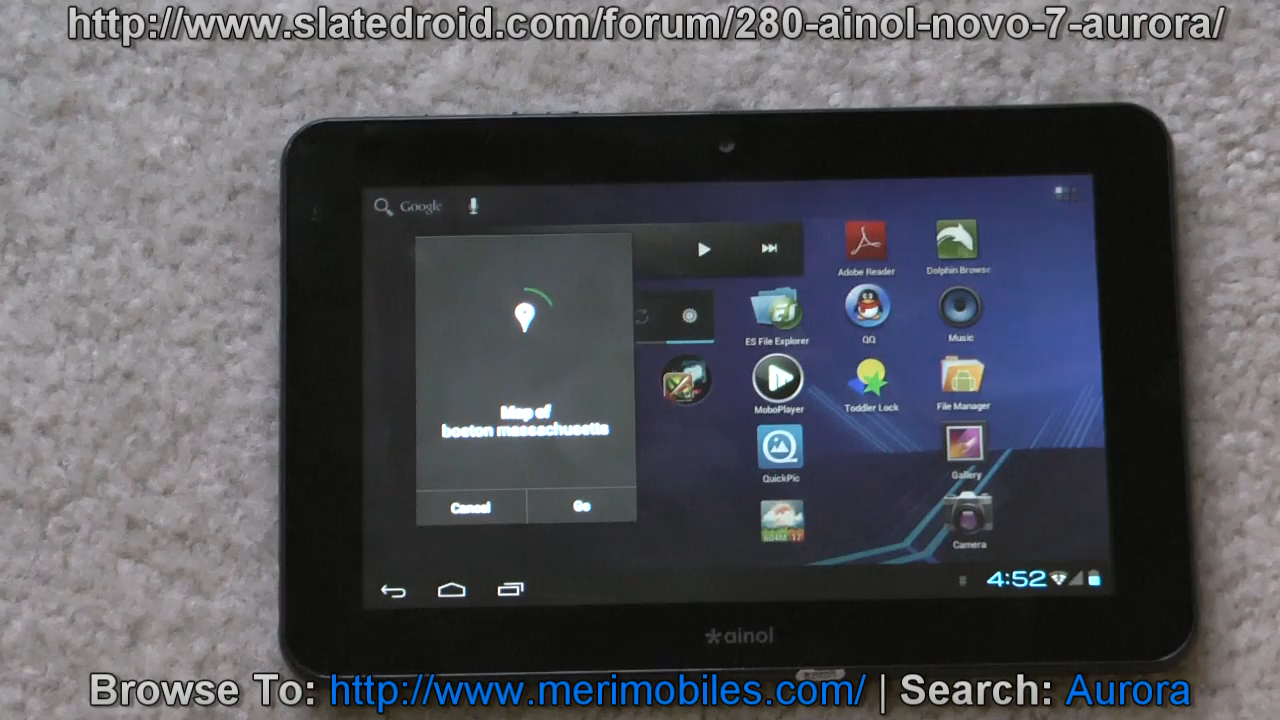 http://www.slatedroid.com/forum/280-ainol-novo-7-aurora/
Google
Adobe Reader
Dolphin Browse
ES File Explorer
QQ
Music
Map of
boston massachusetts
MoboPlayer
Toddler Lock
File Manager
QuickPic
Gallery
Cancel
Go
Camera
4:52
*ainol
Browse To: http://www.merimobiles.com/ | Search: Aurora